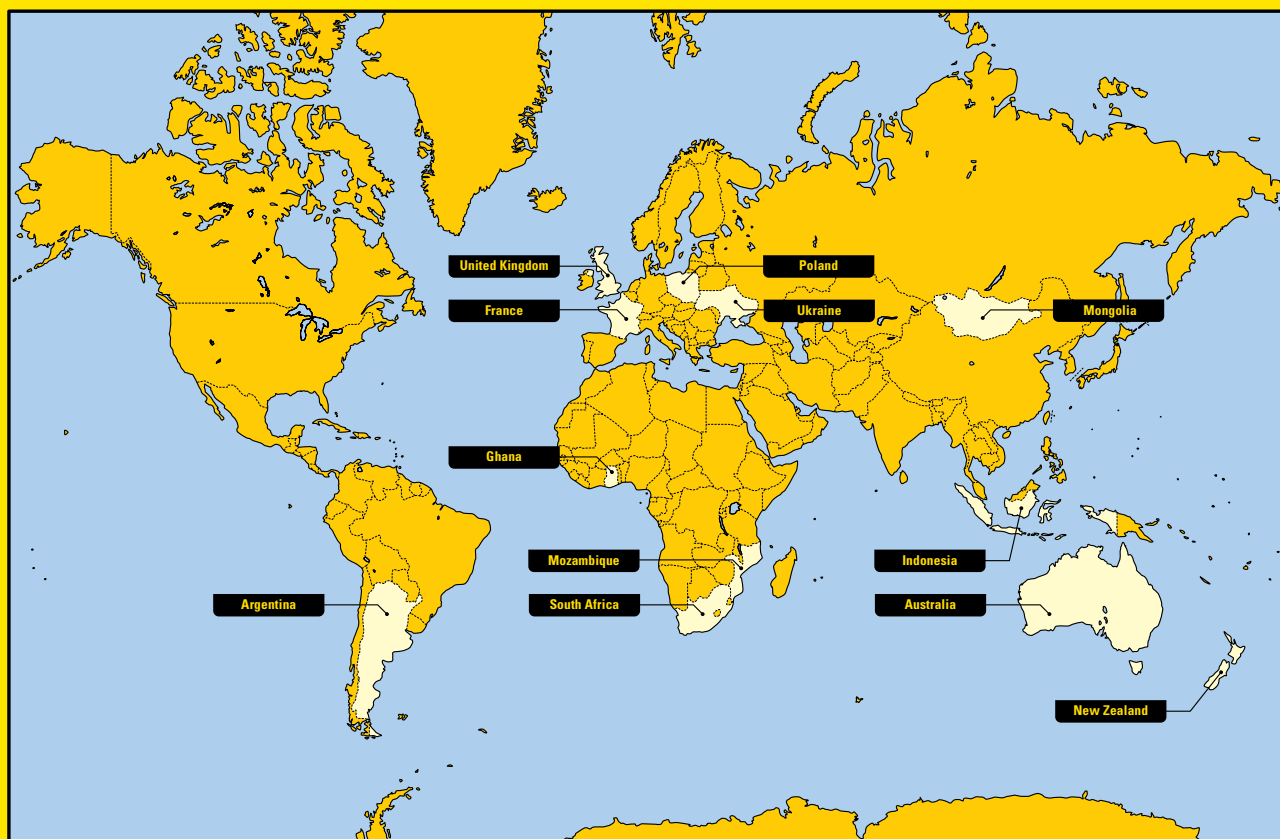 United Kingdom
Poland
France
Ukraine
Mongolia
Ghana
Mozambique
Indonesia
Argentina
South Africa
Australia
New Zealand